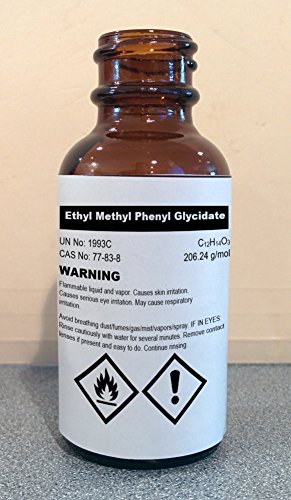 Ethyl Methyl Phenyl Glycidate
UN No: 1993C C₁₂H₁₄O₃
CAS No: 77-83-8 206.24 g/mol
WARNING
Flammable liquid and vapor. Causes skin irritation.
Causes serious eye irritation. May cause respiratory
irritation.
Avoid breathing dust/fumes/gas/mist/vapors/spray. IF IN EYES:
Rinse cautiously with water for several minutes. Remove contact
lenses if present and easy to do. Continue rinsing.